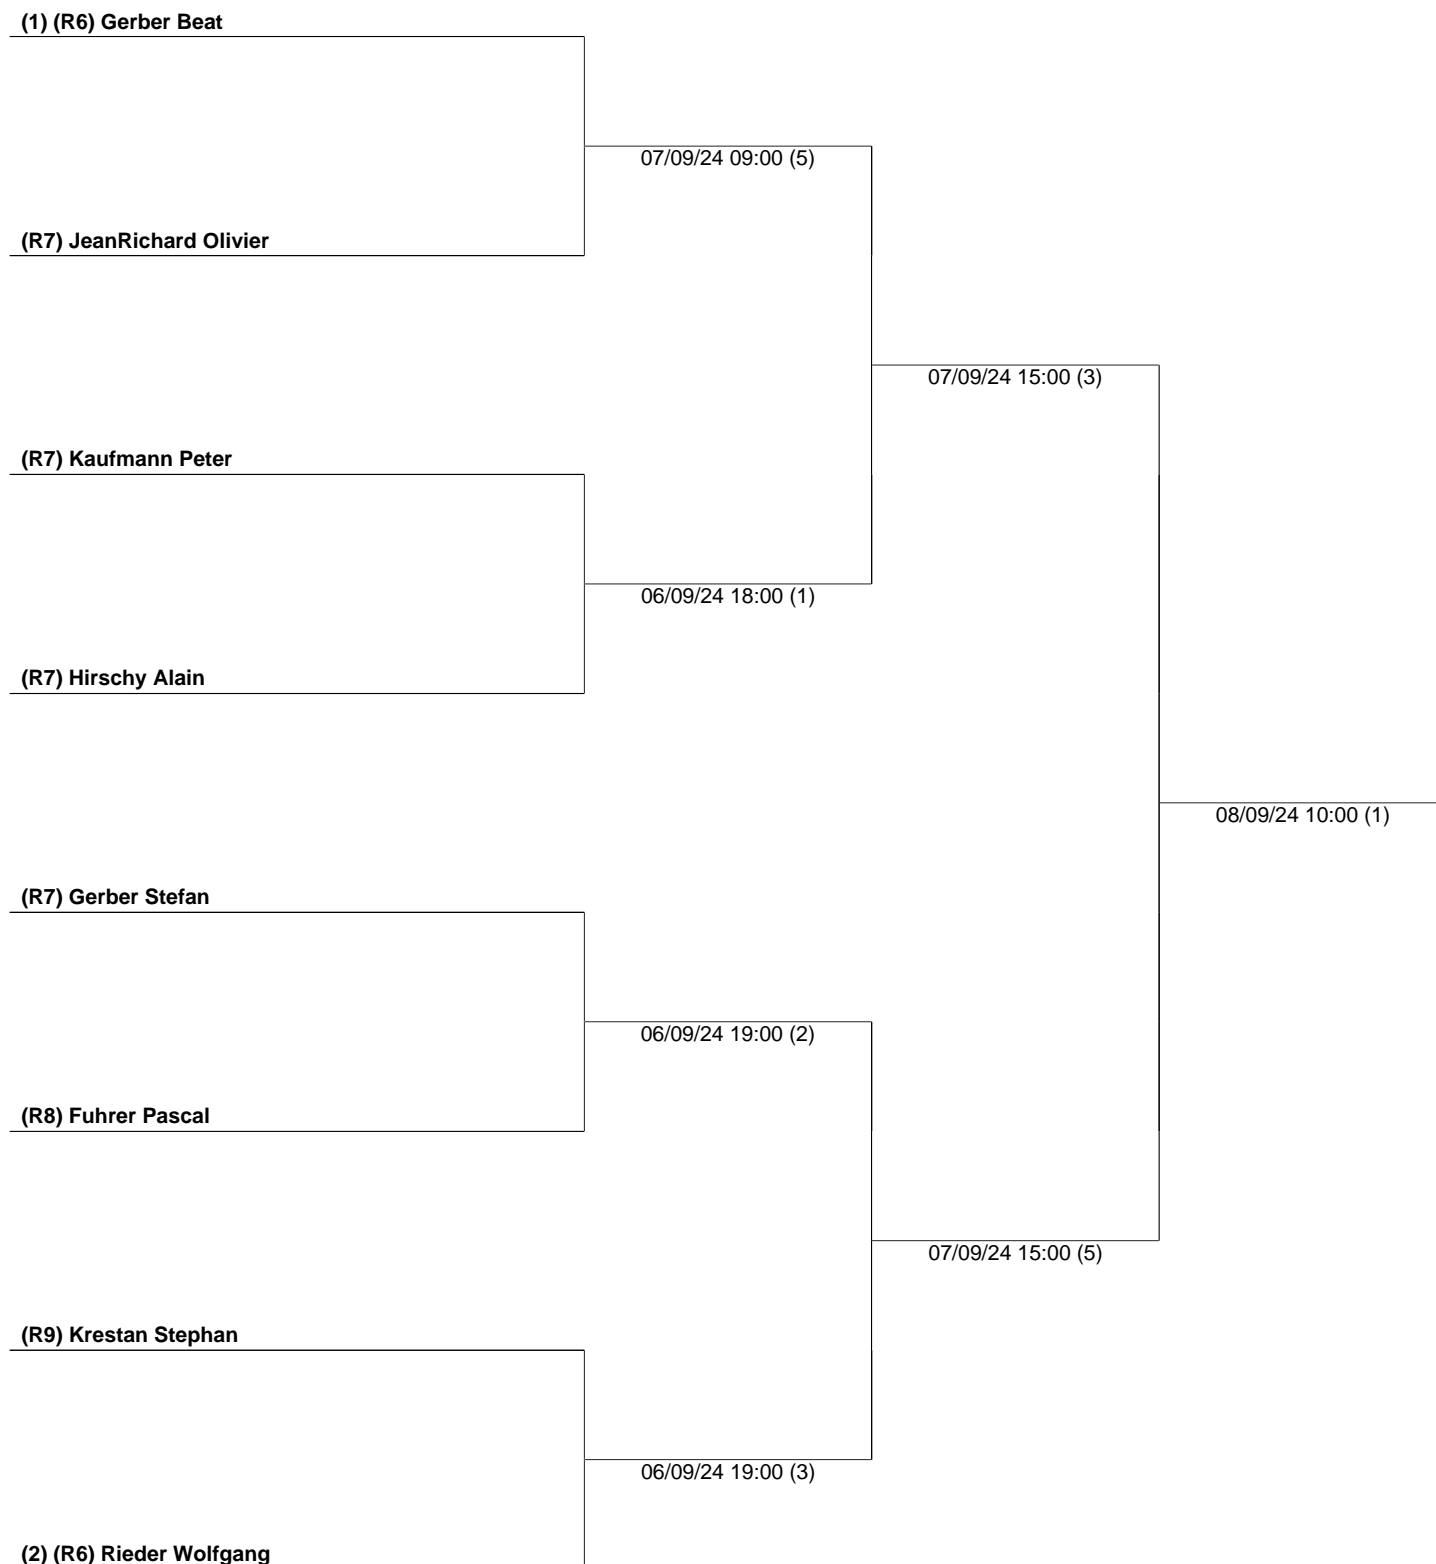 (1) (R6) Gerber Beat
07/09/24 09:00 (5)
(R7) JeanRichard Olivier
07/09/24 15:00 (3)
(R7) Kaufmann Peter
06/09/24 18:00 (1)
(R7) Hirschy Alain
08/09/24 10:00 (1)
(R7) Gerber Stefan
06/09/24 19:00 (2)
(R8) Fuhrer Pascal
07/09/24 15:00 (5)
(R9) Krestan Stephan
06/09/24 19:00 (3)
(2) (R6) Rieder Wolfgang